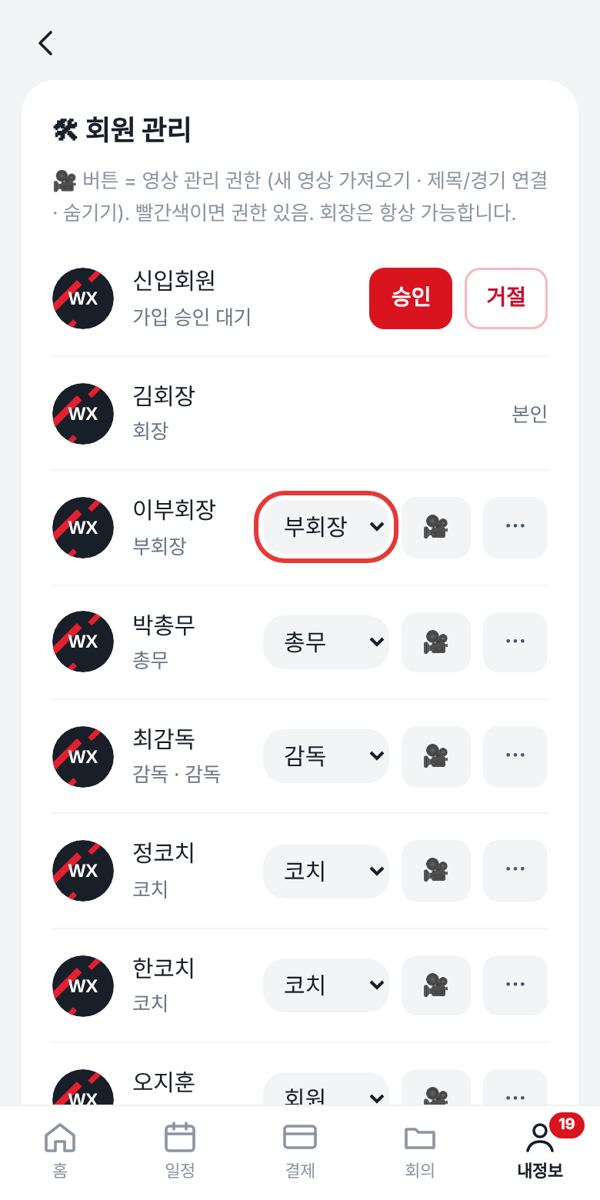 🛠 회원 관리
🎥 버튼 = 영상 관리 권한 (새 영상 가져오기 · 제목/경기 연결
· 숨기기). 빨간색이면 권한 있음. 회장은 항상 가능합니다.
WX 신입회원 승인 거절
가입 승인 대기
WX 김회장 본인
회장
WX 이부회장 부회장 🎥 ···
부회장
WX 박총무 총무 🎥 ···
총무
WX 최감독 감독 🎥 ···
감독 · 감독
WX 정코치 코치 🎥 ···
코치
WX 한코치 코치 🎥 ···
코치
WX 오지훈 회원 🎥 ···
19
홈 일정 결제 회의 내정보